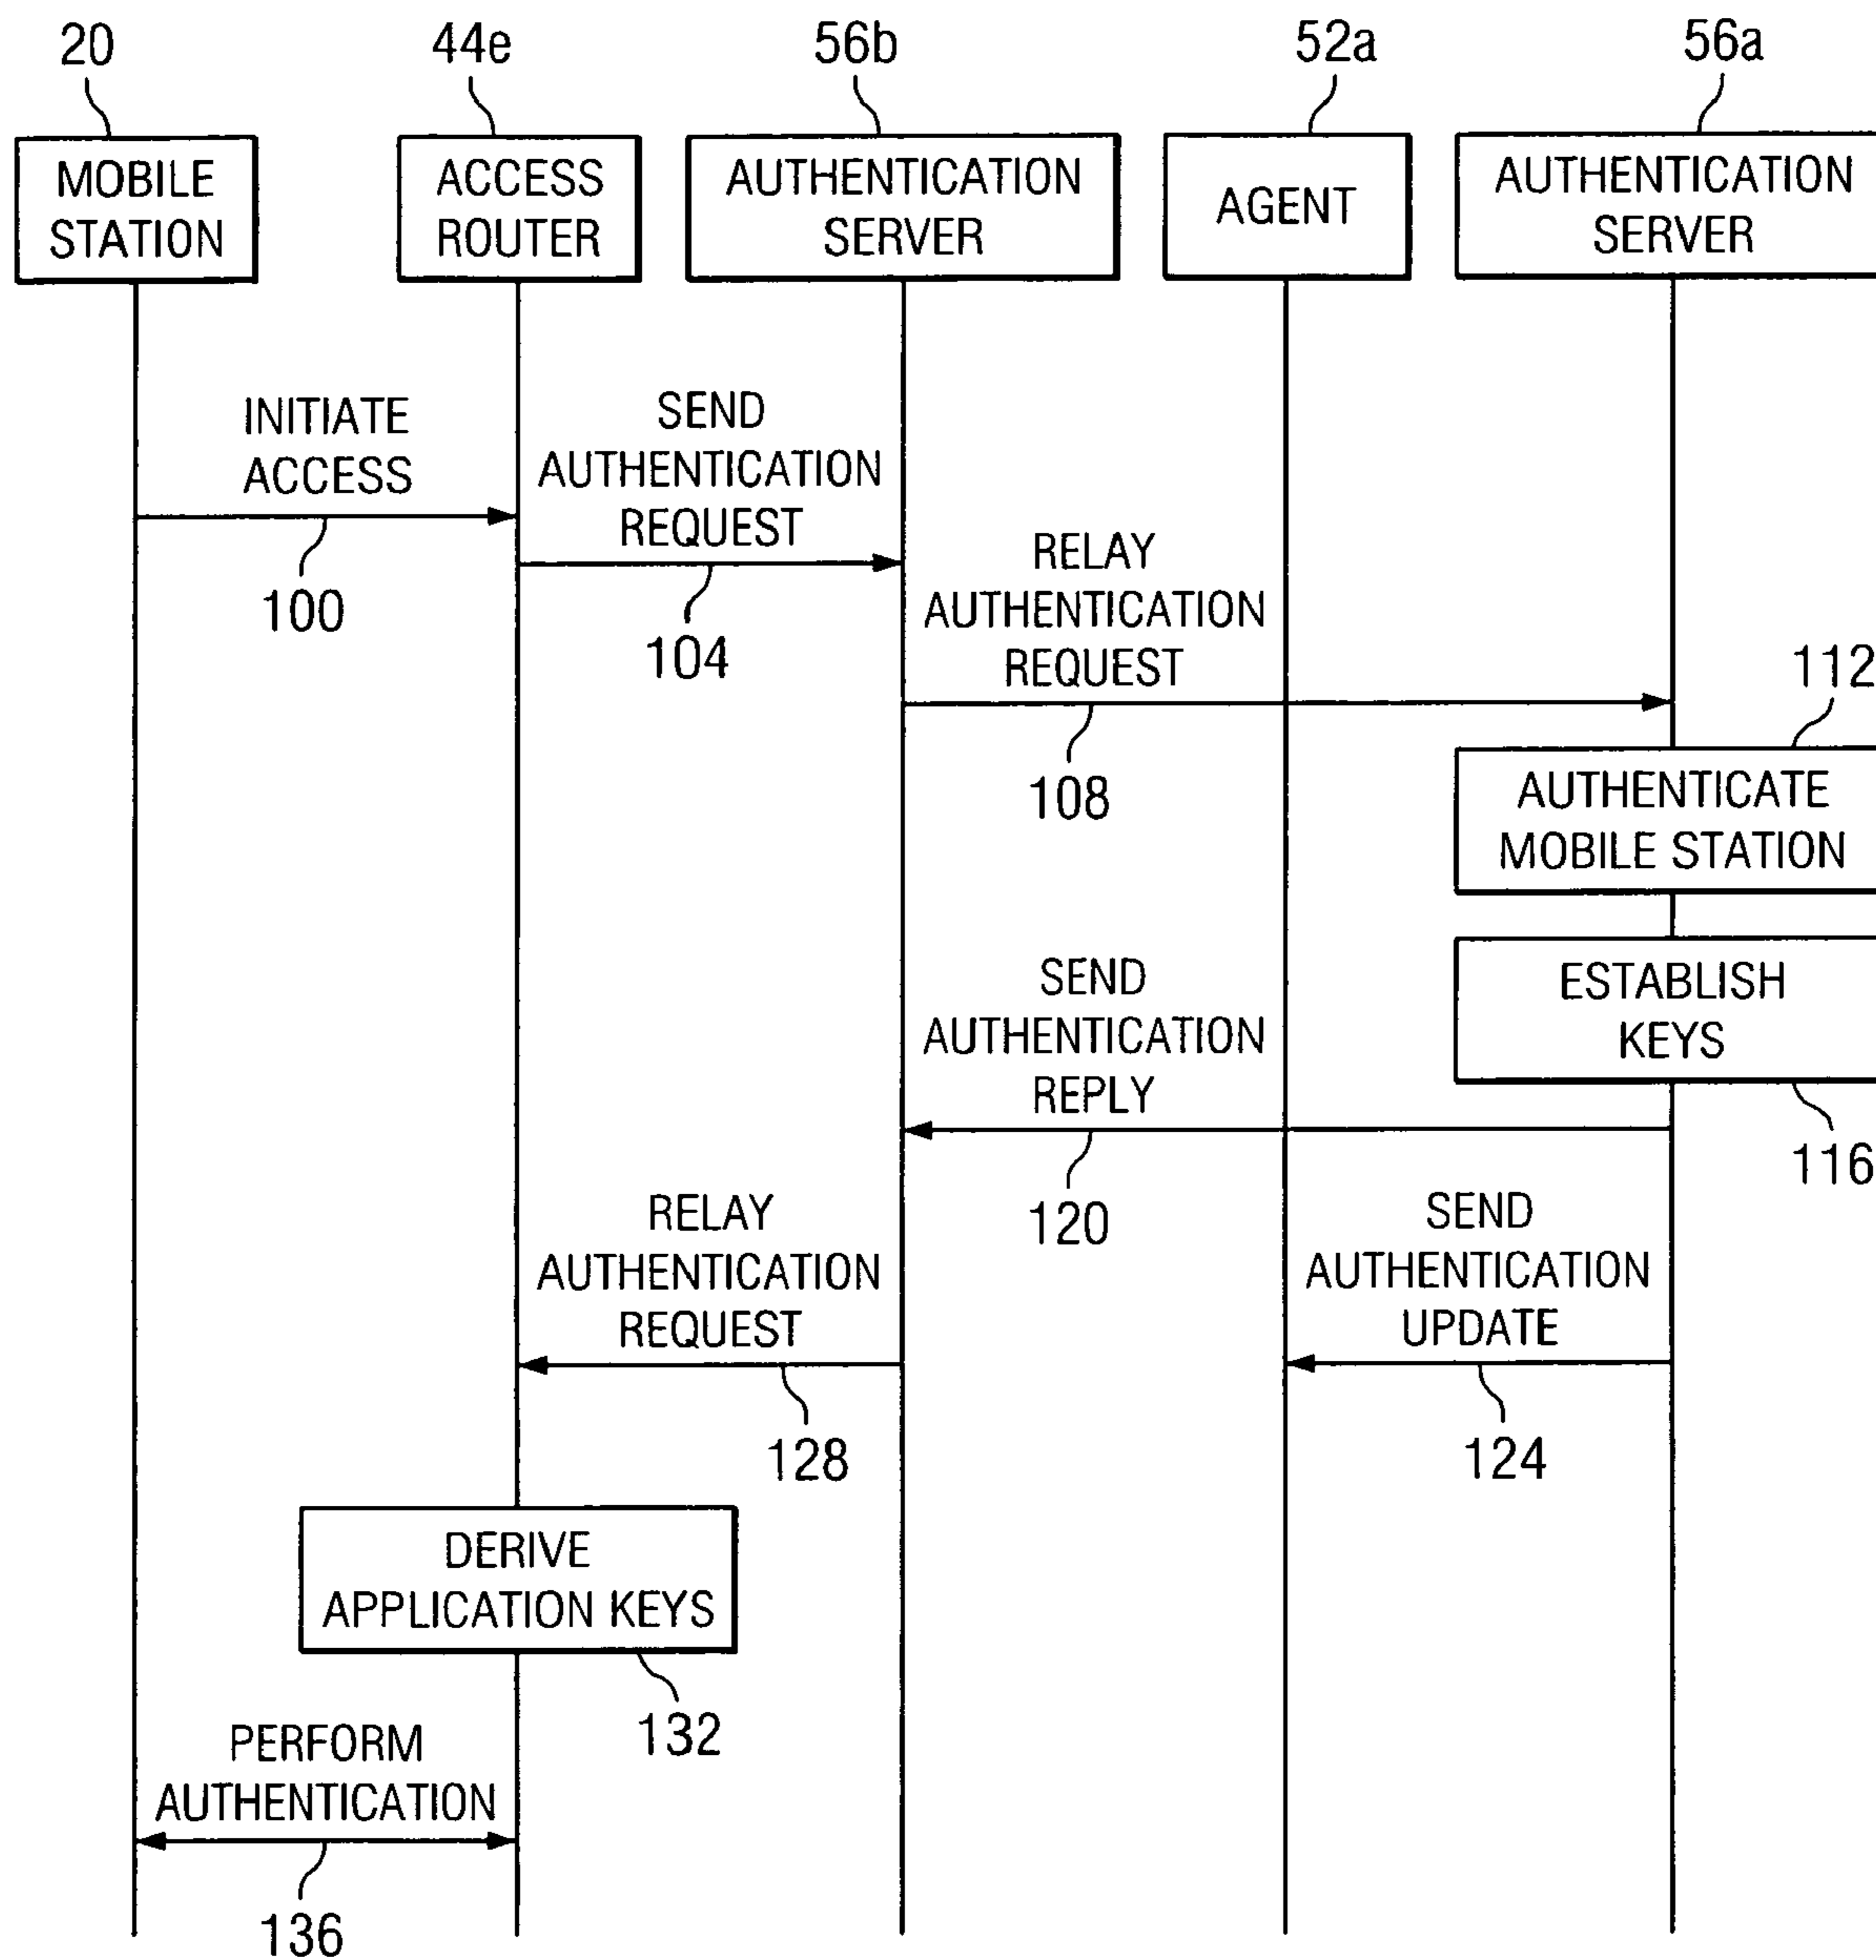 20
44e
56b
52a
56a
MOBILE
STATION
ACCESS
ROUTER
AUTHENTICATION
SERVER
AGENT
AUTHENTICATION
SERVER
INITIATE
ACCESS
100
SEND
AUTHENTICATION
REQUEST
104
RELAY
AUTHENTICATION
REQUEST
108
112
AUTHENTICATE
MOBILE STATION
ESTABLISH
KEYS
116
SEND
AUTHENTICATION
REPLY
120
SEND
AUTHENTICATION
UPDATE
124
RELAY
AUTHENTICATION
REQUEST
128
DERIVE
APPLICATION KEYS
132
PERFORM
AUTHENTICATION
136